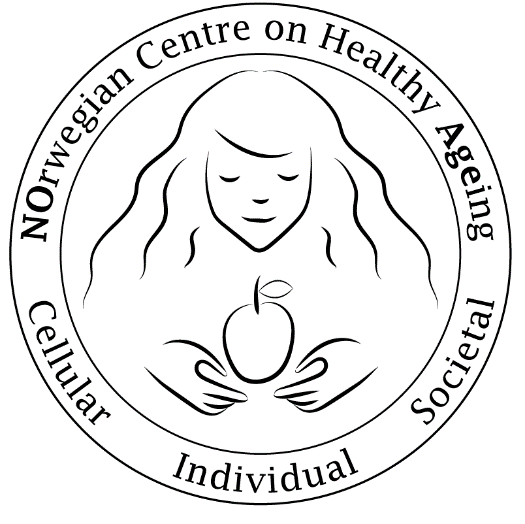 NOrwegian Centre on Healthy Ageing
Cellular
Individual
Societal